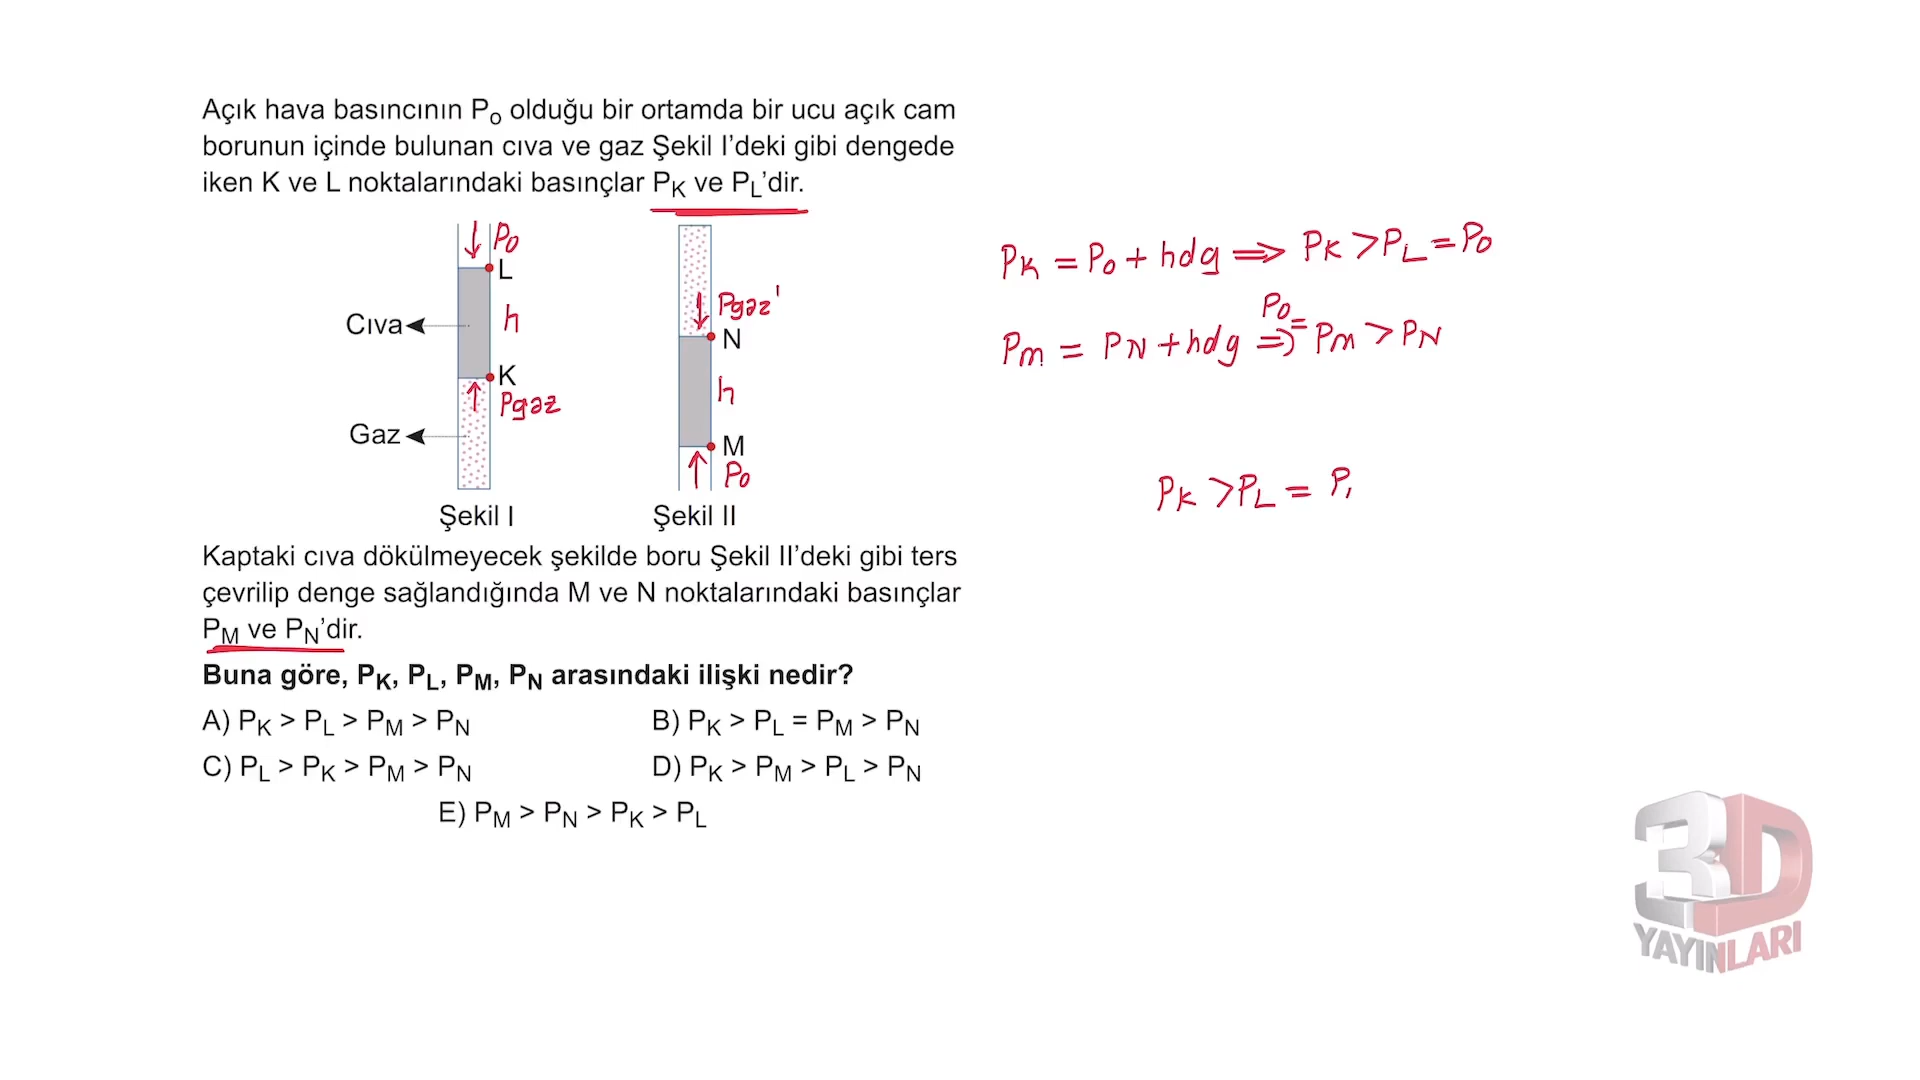 Açık hava basıncının P₀ olduğu bir ortamda bir ucu açık cam
borunun içinde bulunan cıva ve gaz Şekil I'deki gibi dengede
iken K ve L noktalarındaki basınçlar P_K ve P_L'dir.
P₀
L
Cıva
h
K
Pgaz
Gaz
Şekil I
Pgaz'
N
h
M
P₀
Şekil II
P_K = P₀ + hdg ⇒ P_K > P_L = P₀
P₀ =
P_M = P_N + hdg ⇒ P_M > P_N
P_K > P_L = P
Kaptaki cıva dökülmeyecek şekilde boru Şekil II'deki gibi ters
çevrilip denge sağlandığında M ve N noktalarındaki basınçlar
P_M ve P_N'dir.
Buna göre, P_K, P_L, P_M, P_N arasındaki ilişki nedir?
A) P_K > P_L > P_M > P_N
B) P_K > P_L = P_M > P_N
C) P_L > P_K > P_M > P_N
D) P_K > P_M > P_L > P_N
E) P_M > P_N > P_K > P_L
3D
YAYINLARI